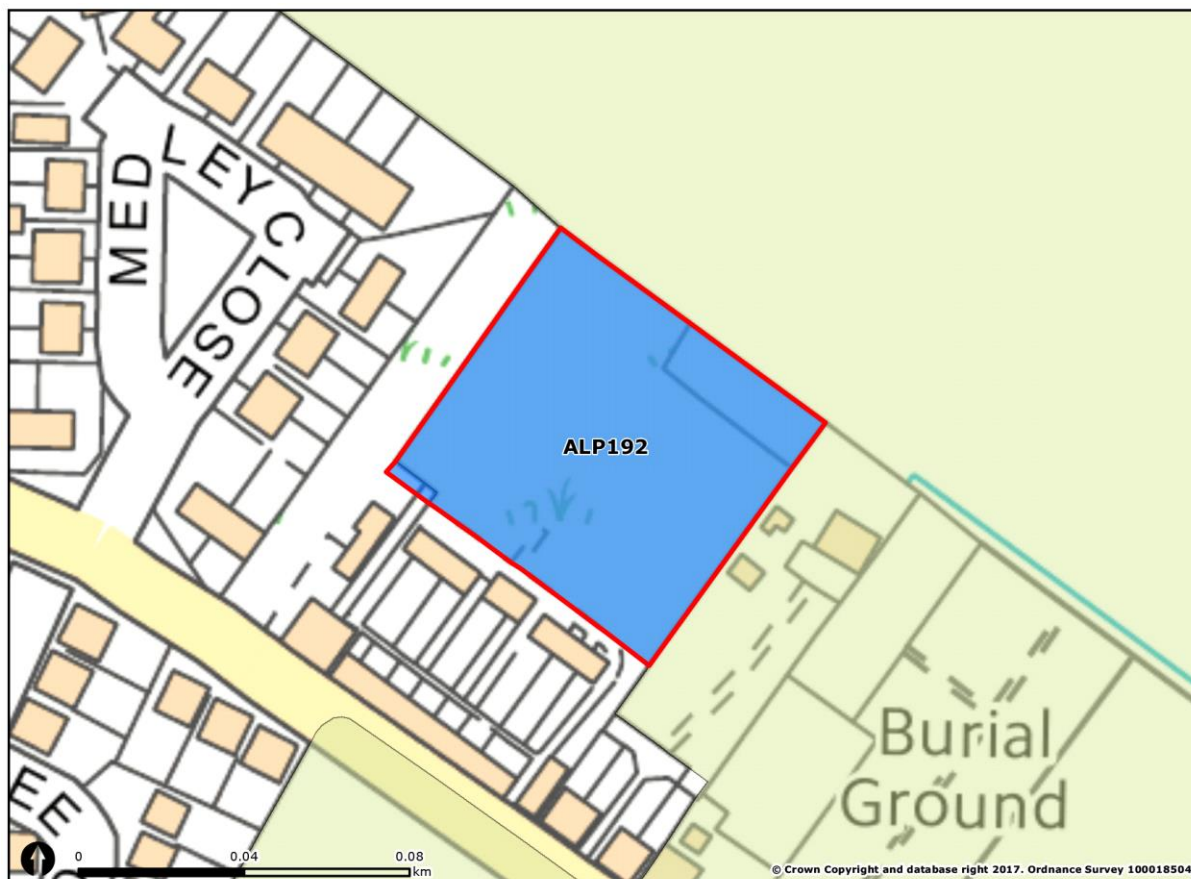 MEDLEY CLOSE
ALP192
Burial
Ground
EE
0 0.04 0.08
km
© Crown Copyright and database right 2017. Ordnance Survey 100018504